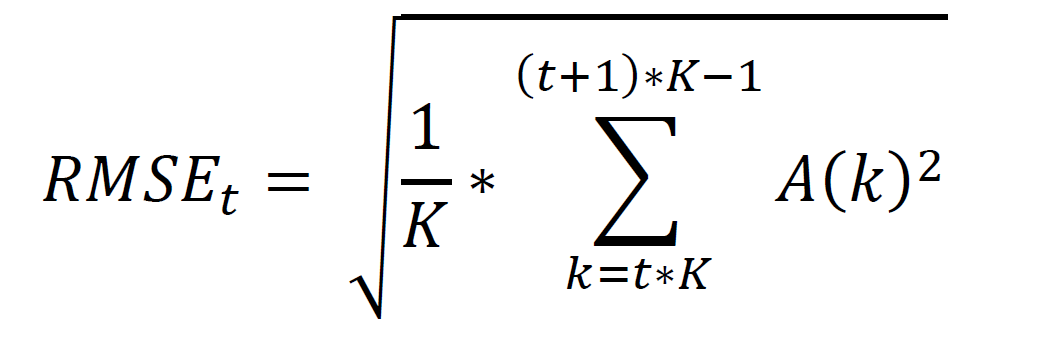 RMSE_t = √(1/K * ∑_{k=t*K}^{(t+1)*K−1} A(k)²)